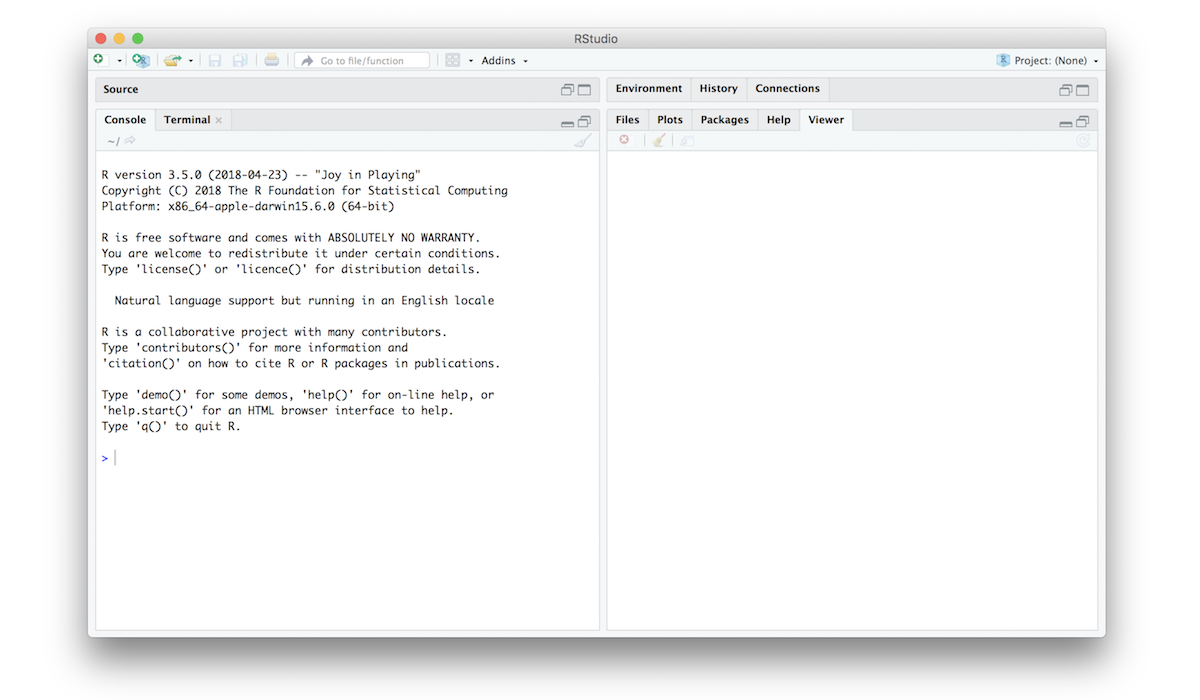 RStudio
Go to file/function Addins Project: (None)
Source
Environment History Connections
Console Terminal
Files Plots Packages Help Viewer
~/
R version 3.5.0 (2018-04-23) -- "Joy in Playing"
Copyright (C) 2018 The R Foundation for Statistical Computing
Platform: x86_64-apple-darwin15.6.0 (64-bit)
R is free software and comes with ABSOLUTELY NO WARRANTY.
You are welcome to redistribute it under certain conditions.
Type 'license()' or 'licence()' for distribution details.
Natural language support but running in an English locale
R is a collaborative project with many contributors.
Type 'contributors()' for more information and
'citation()' on how to cite R or R packages in publications.
Type 'demo()' for some demos, 'help()' for on-line help, or
'help.start()' for an HTML browser interface to help.
Type 'q()' to quit R.
>